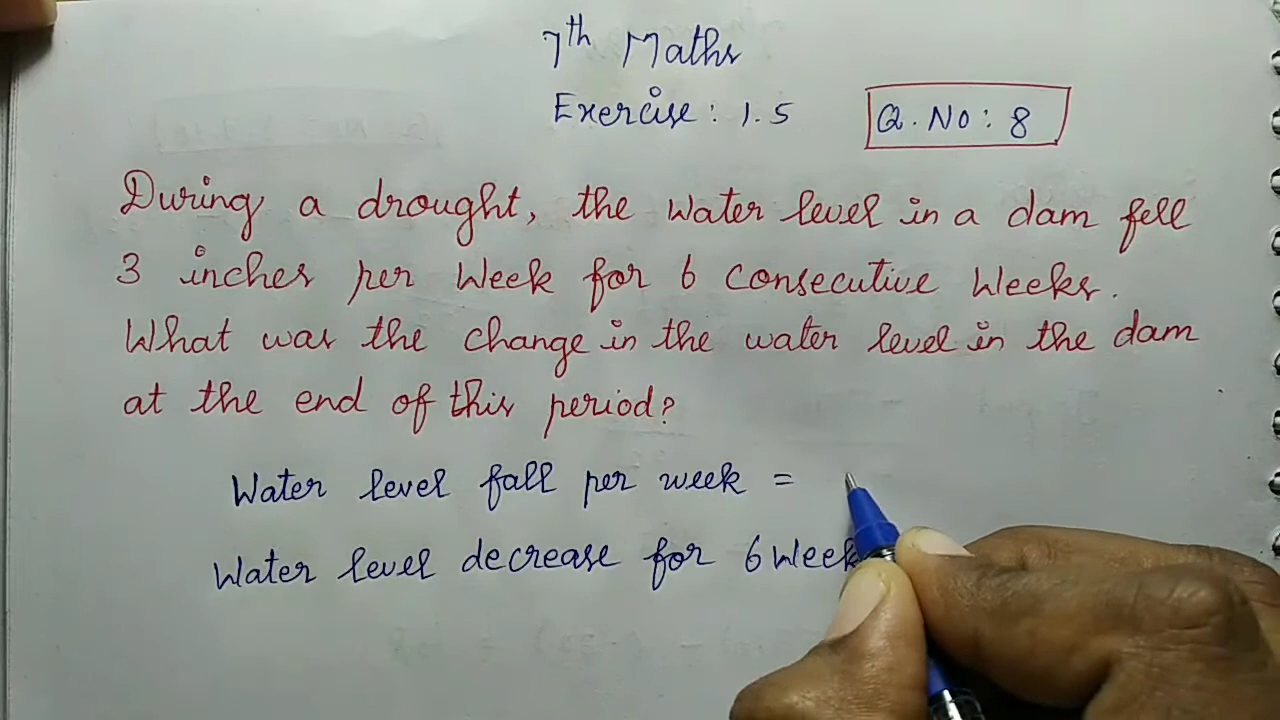 7th Maths
Exercise: 1.5 Q. No: 8
During a drought, the water level in a dam fell
3 inches per week for 6 consecutive weeks.
What was the change in the water level in the dam
at the end of this period?
Water level fall per week =
Water level decrease for 6 week